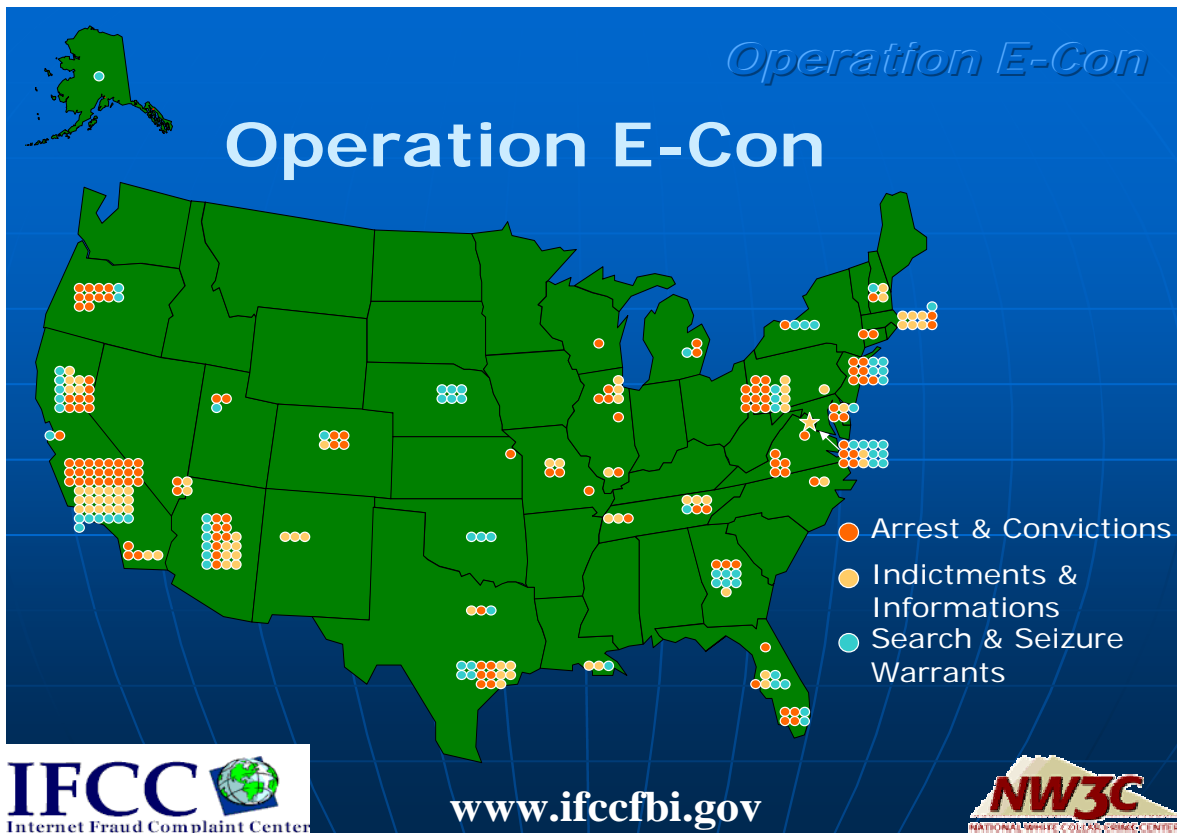 Operation E-Con
Operation E-Con
Arrest & Convictions
Indictments &
Informations
Search & Seizure
Warrants
IFCC
Internet Fraud Complaint Center
www.ifccfbi.gov
NW3C
NATIONAL WHITE COLLAR CRIME CENTER